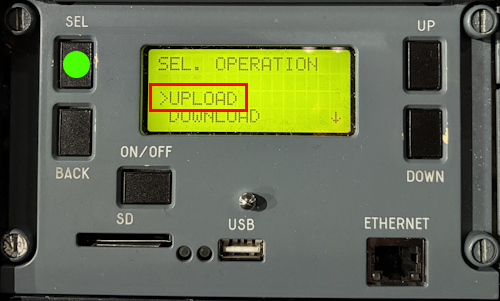 SEL
UP
SEL. OPERATION
>UPLOAD
DOWNLOAD ↓
BACK
ON/OFF
DOWN
SD
USB
ETHERNET